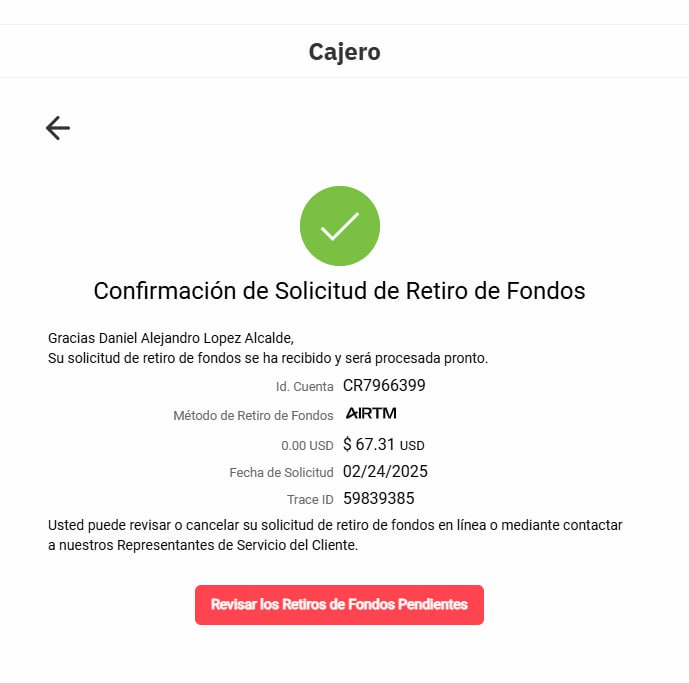 Cajero
Confirmación de Solicitud de Retiro de Fondos
Gracias Daniel Alejandro Lopez Alcalde,
Su solicitud de retiro de fondos se ha recibido y será procesada pronto.
Id. Cuenta CR7966399
Método de Retiro de Fondos AIRTM
0.00 USD $ 67.31 USD
Fecha de Solicitud 02/24/2025
Trace ID 59839385
Usted puede revisar o cancelar su solicitud de retiro de fondos en línea o mediante contactar
a nuestros Representantes de Servicio del Cliente.
Revisar los Retiros de Fondos Pendientes